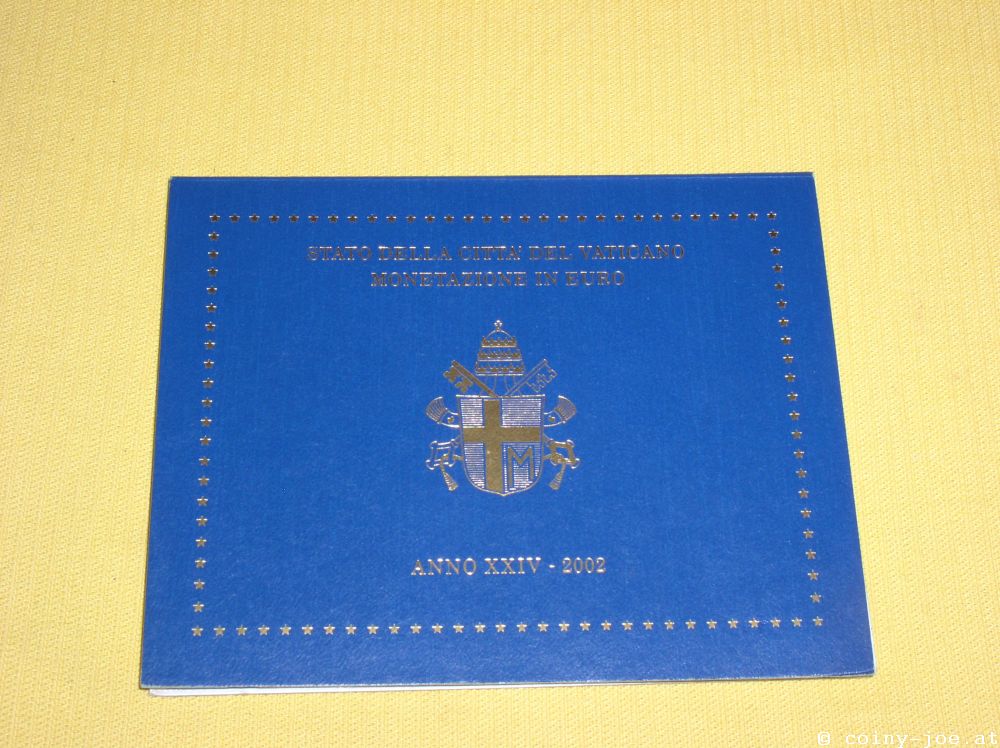 STATO DELLA CITTA' DEL VATICANO
MONETAZIONE IN EURO
M
ANNO XXIV - 2002
© coiny-joe.at